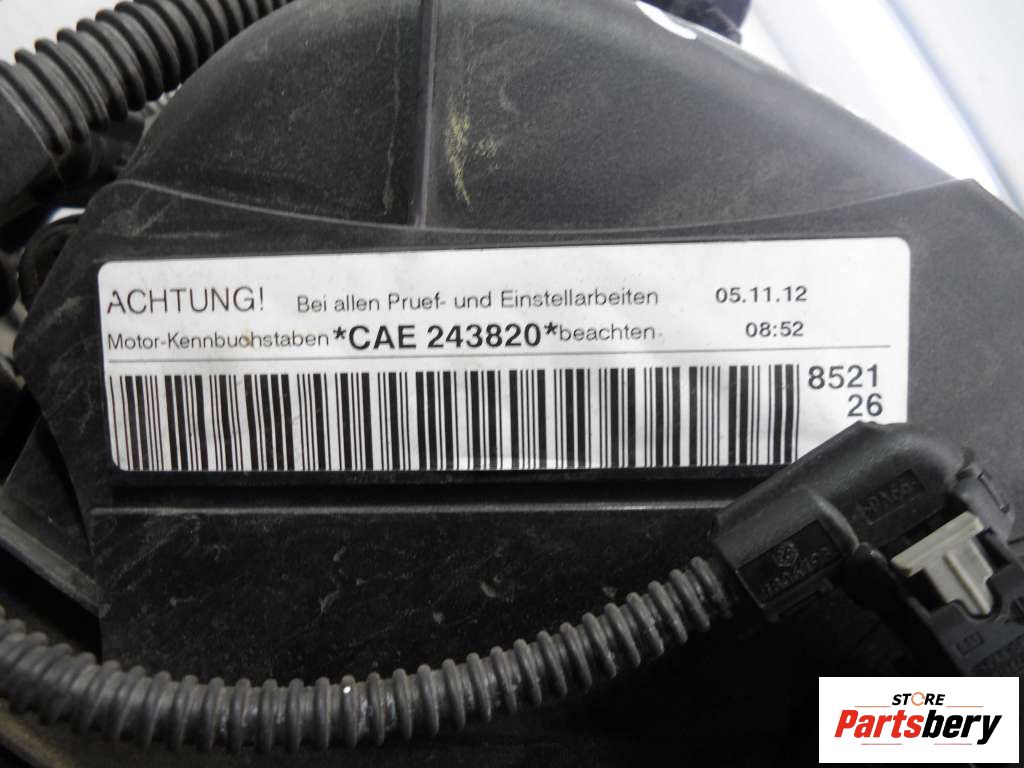 ACHTUNG! Bei allen Pruef- und Einstellarbeiten 05.11.12
Motor-Kennbuchstaben *CAE 243820* beachten. 08:52
8521
26
STORE
Partsbery